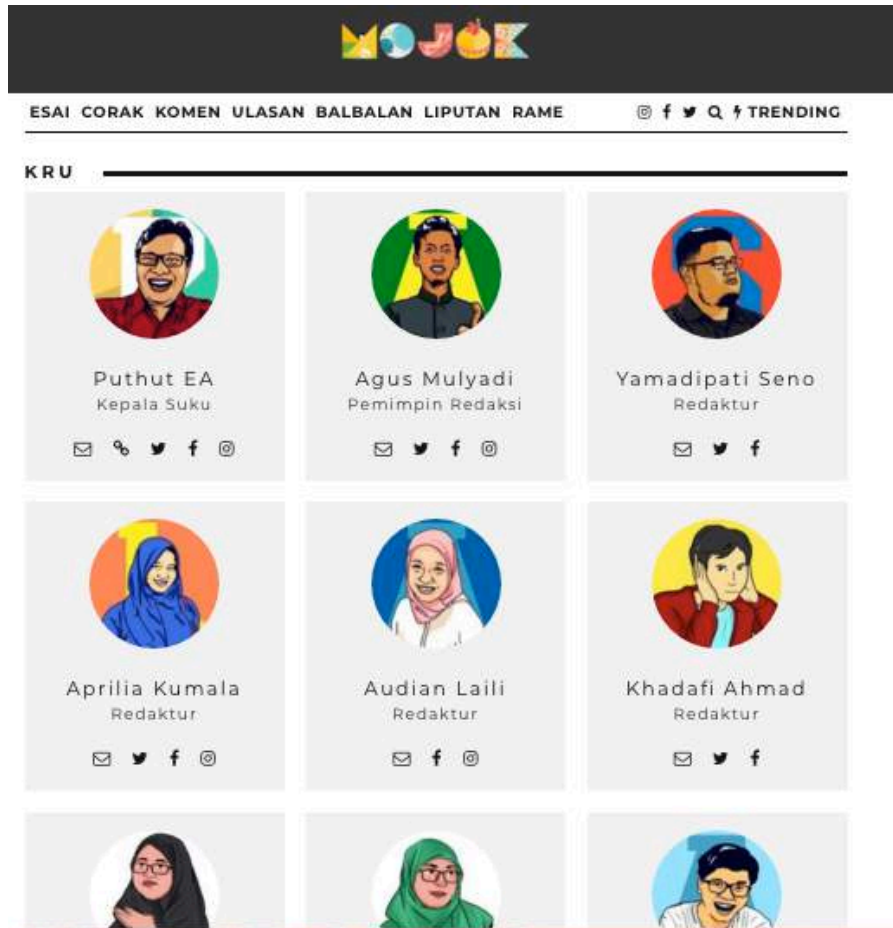 MOJOK
ESAI CORAK KOMEN ULASAN BALBALAN LIPUTAN RAME TRENDING
KRU
Puthut EA
Kepala Suku
Agus Mulyadi
Pemimpin Redaksi
Yamadipati Seno
Redaktur
Aprilia Kumala
Redaktur
Audian Laili
Redaktur
Khadafi Ahmad
Redaktur